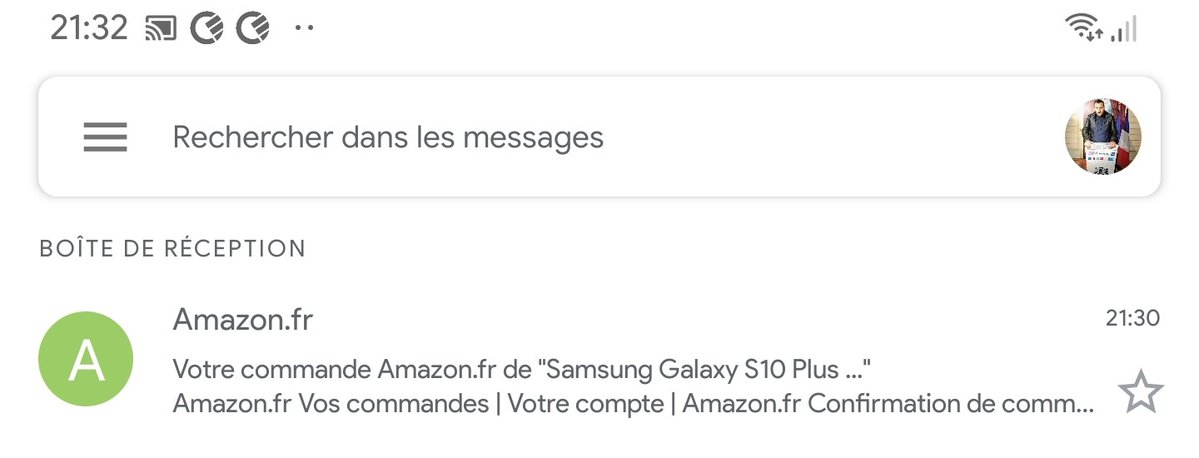 21:32
Rechercher dans les messages
BOÎTE DE RÉCEPTION
A
Amazon.fr
21:30
Votre commande Amazon.fr de "Samsung Galaxy S10 Plus ..."
Amazon.fr Vos commandes | Votre compte | Amazon.fr Confirmation de comm...